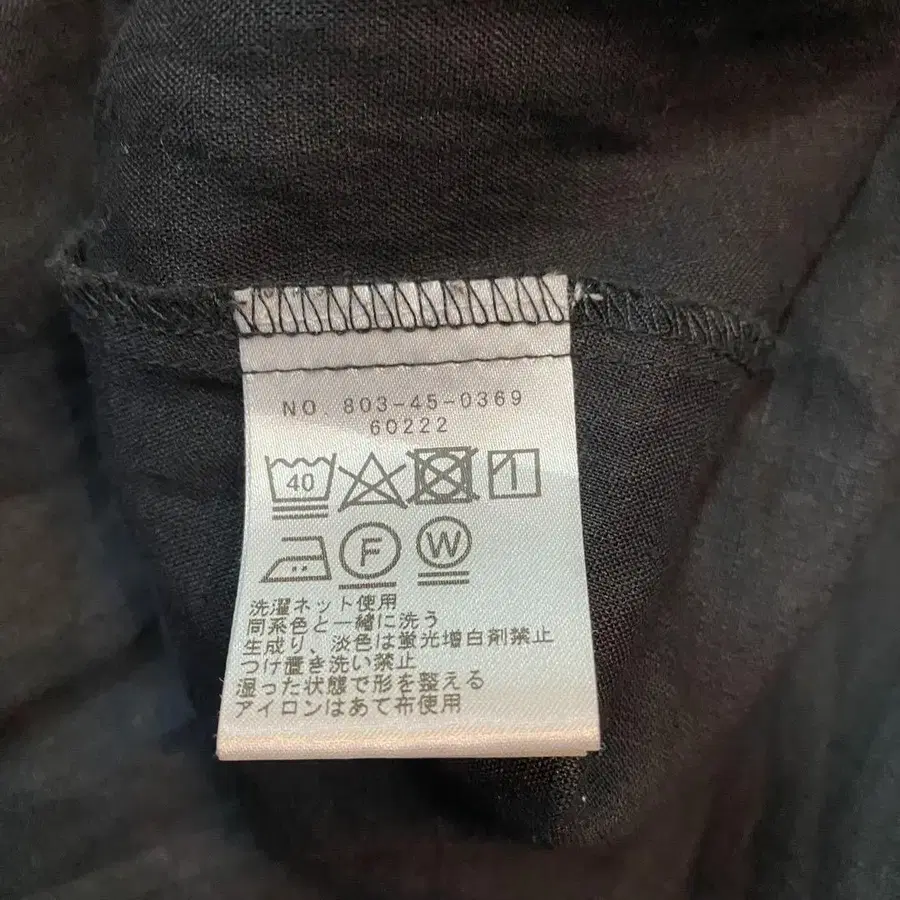 NO. 803-45-0369
60222
40
F W
洗濯ネット使用
同系色と一緒に洗う
生成り、淡色は蛍光増白剤禁止
つけ置き洗い禁止
湿った状態で形を整える
アイロンはあて布使用